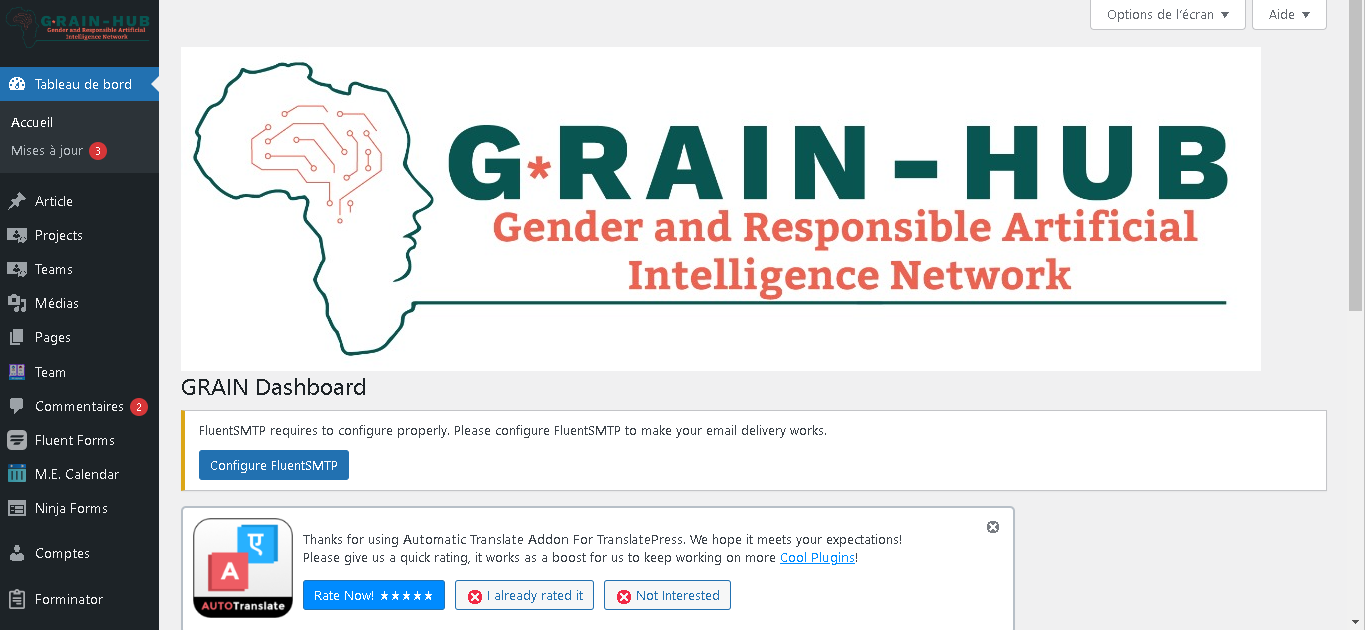 G*RAIN-HUB
Gender and Responsible Artificial
Intelligence Network
Options de l'écran ▼
Aide ▼
Tableau de bord
Accueil
Mises à jour 3
Article
Projects
Teams
Médias
Pages
Team
Commentaires 2
Fluent Forms
M.E. Calendar
Ninja Forms
Comptes
Forminator
G*RAIN-HUB
Gender and Responsible Artificial
Intelligence Network
GRAIN Dashboard
FluentSMTP requires to configure properly. Please configure FluentSMTP to make your email delivery works.
Configure FluentSMTP
ए
A
AUTOTranslate
Thanks for using Automatic Translate Addon For TranslatePress. We hope it meets your expectations!
Please give us a quick rating, it works as a boost for us to keep working on more Cool Plugins!
Rate Now! ★★★★★
I already rated it
Not Interested